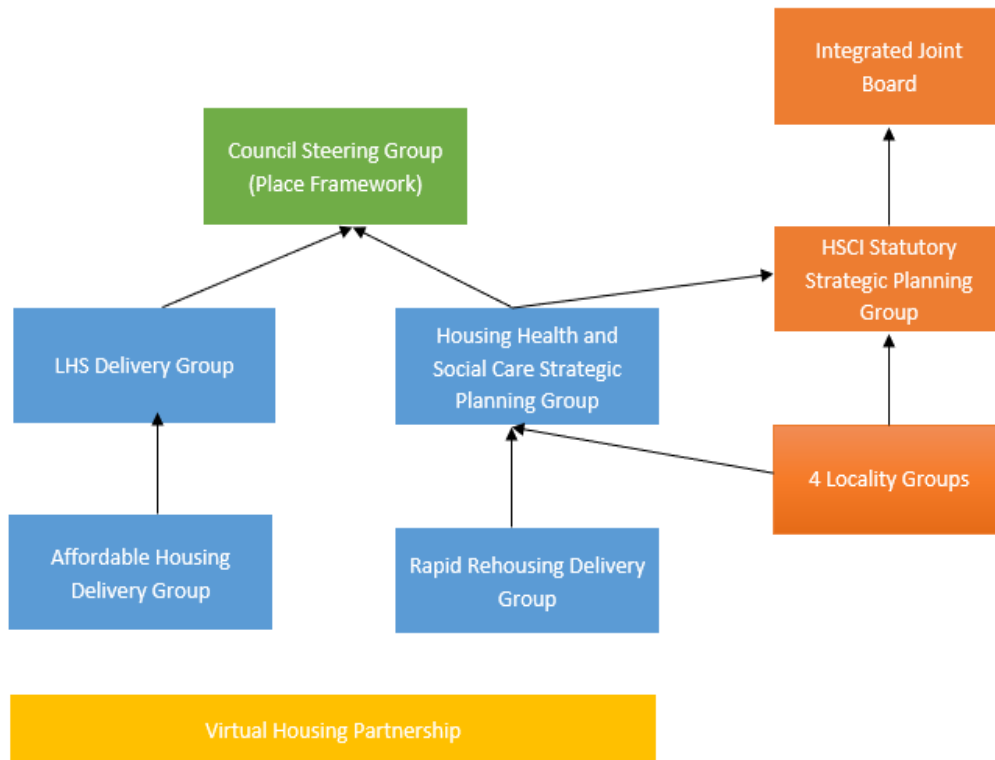 Integrated Joint
Board
Council Steering Group
(Place Framework)
HSCI Statutory
Strategic Planning
Group
LHS Delivery Group
Housing Health and
Social Care Strategic
Planning Group
4 Locality Groups
Affordable Housing
Delivery Group
Rapid Rehousing Delivery
Group
Virtual Housing Partnership